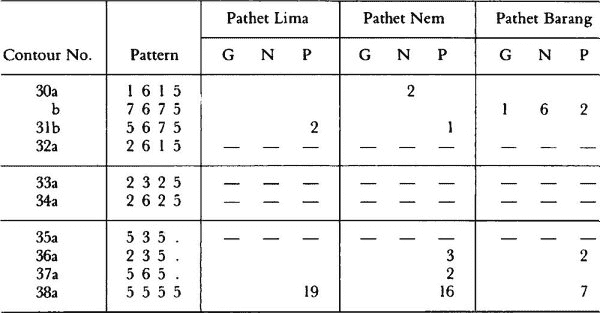 Pathet Lima Pathet Nem Pathet Barang
Contour No. Pattern G N P G N P G N P
30a 1 6 1 5 2
b 7 6 7 5 1 6 2
31b 5 6 7 5 2 1
32a 2 6 1 5 — — — — — — — — —
33a 2 3 2 5 — — — — — — — — —
34a 2 6 2 5 — — — — — — — — —
35a 5 3 5 . — — — — — — — — —
36a 2 3 5 . 3 2
37a 5 6 5 . 2
38a 5 5 5 5 19 16 7